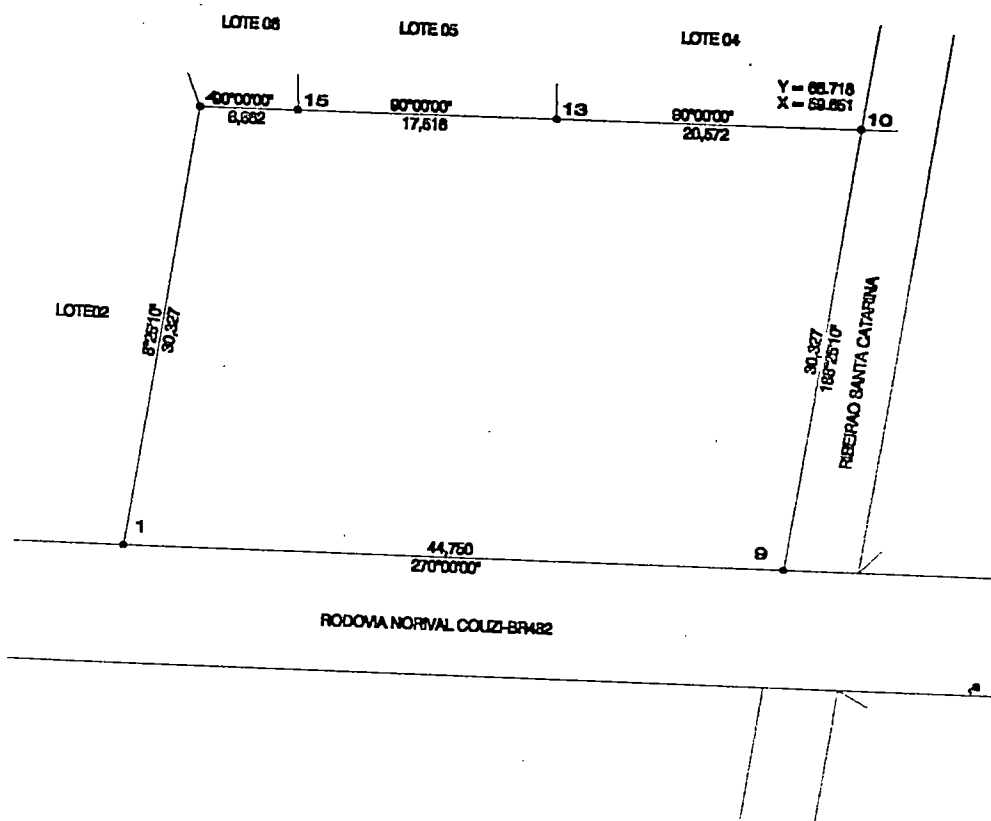 LOTE 06
LOTE 05
LOTE 04
Y = 68.718
X = 59.651
4
90°00'00"
6,662
15
90°00'00"
17,516
13
90°00'00"
20,572
10
LOTE02
8°25'10"
30,327
30,327
188°25'10"
RIBEIRAO SANTA CATARINA
1
44,750
270°00'00"
9
RODOVIA NORIVAL COUZI-BR482